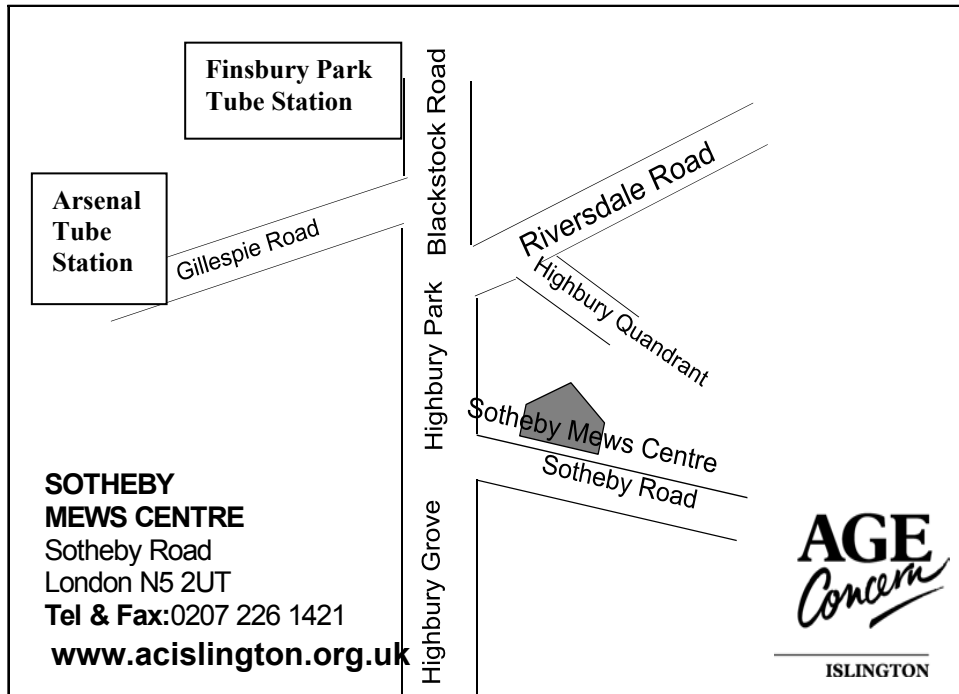 Finsbury Park
Tube Station
Blackstock Road
Riversdale Road
Arsenal
Tube
Station
Gillespie Road
Highbury Quandrant
Highbury Park
Sotheby Mews Centre
Sotheby Road
Highbury Grove
SOTHEBY
MEWS CENTRE
Sotheby Road
London N5 2UT
Tel & Fax:0207 226 1421
www.acislington.org.uk
AGE
Concern
ISLINGTON